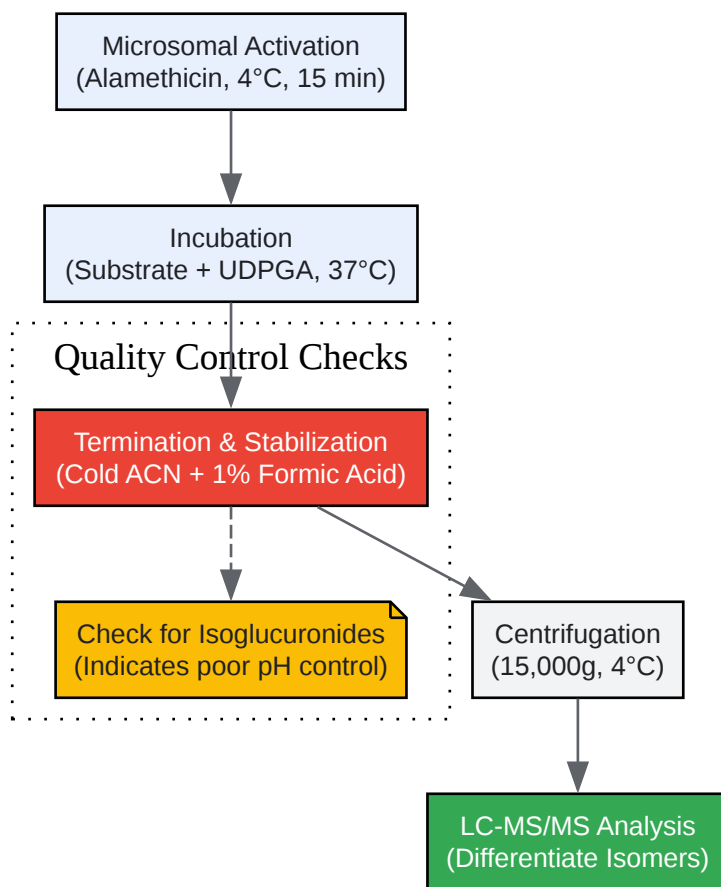 Microsomal Activation
(Alamethicin, 4°C, 15 min)
Incubation
(Substrate + UDPGA, 37°C)
Quality Control Checks
Termination & Stabilization
(Cold ACN + 1% Formic Acid)
Check for Isoglucuronides
(Indicates poor pH control)
Centrifugation
(15,000g, 4°C)
LC-MS/MS Analysis
(Differentiate Isomers)